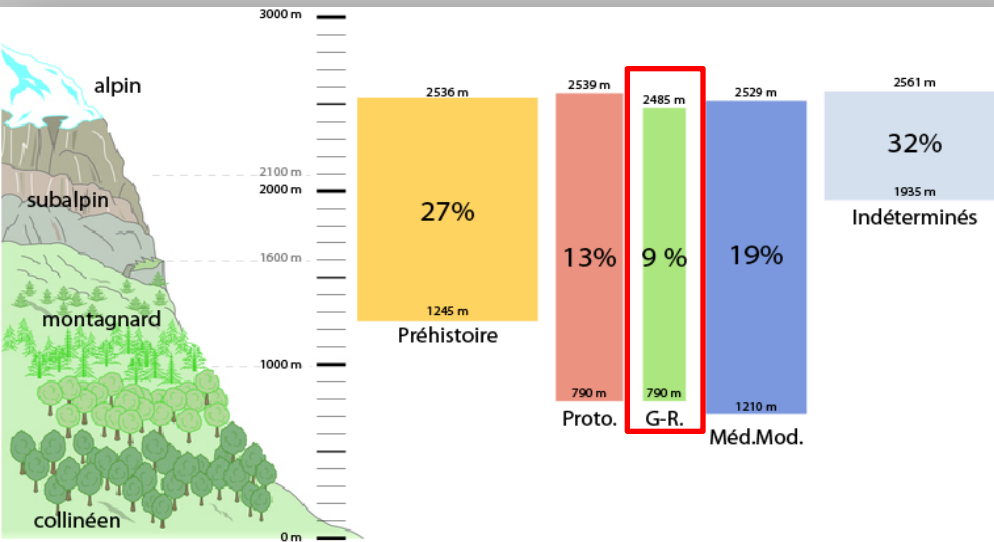 3000 m
alpin
2100 m
2000 m
subalpin
1600 m
montagnard
1000 m
collinéen
0 m
2536 m
27%
1245 m
Préhistoire
2539 m
13%
790 m
Proto.
2485 m
9 %
790 m
G-R.
2529 m
19%
1210 m
Méd.Mod.
2561 m
32%
1935 m
Indéterminés